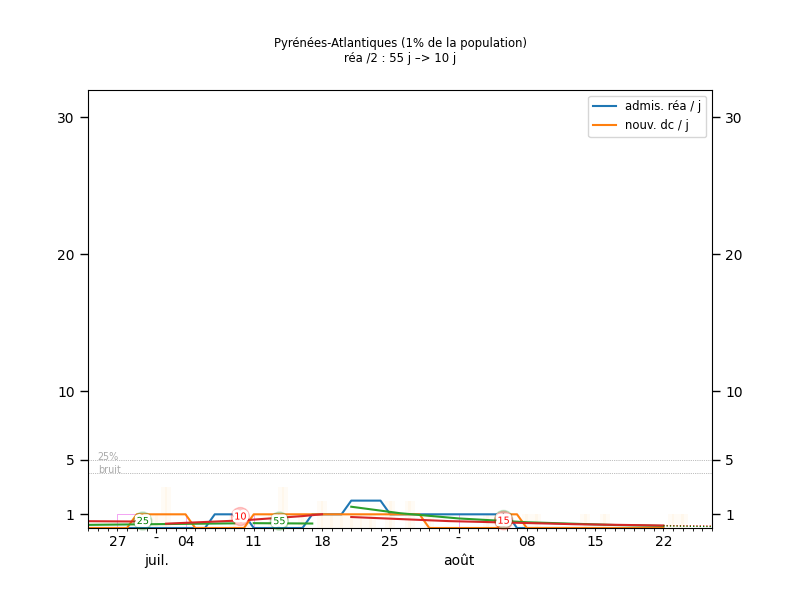 Pyrénées-Atlantiques (1% de la population)
réa /2 : 55 j –> 10 j
admis. réa / j
nouv. dc / j
30 30
20 20
10 10
25%
5 5
bruit
1 1
25 10 55 15
27 - 04 11 18 25 - 08 15 22
juil. août